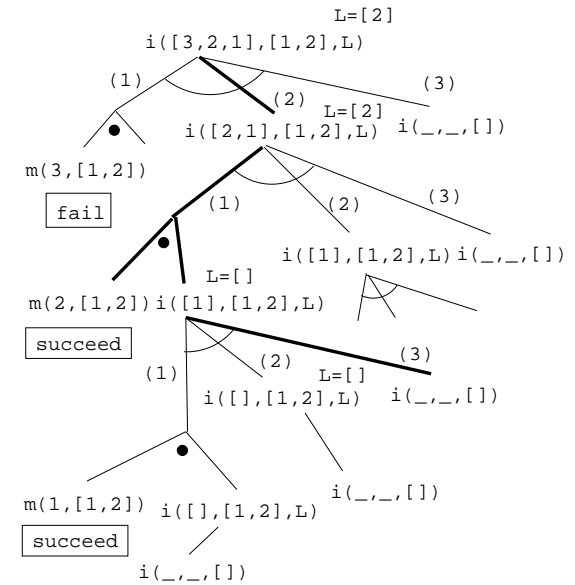 L=[2]
i([3,2,1],[1,2],L)
(1)
(2)
(3)
L=[2]
i([2,1],[1,2],L)
i(_,_,[])
m(3,[1,2])
fail
(1)
(2)
(3)
i([1],[1,2],L)
i(_,_,[])
L=[]
m(2,[1,2])
i([1],[1,2],L)
succeed
(1)
(2)
(3)
L=[]
i([],[1,2],L)
i(_,_,[])
i(_,_,[])
m(1,[1,2])
i([],[1,2],L)
succeed
i(_,_,[])